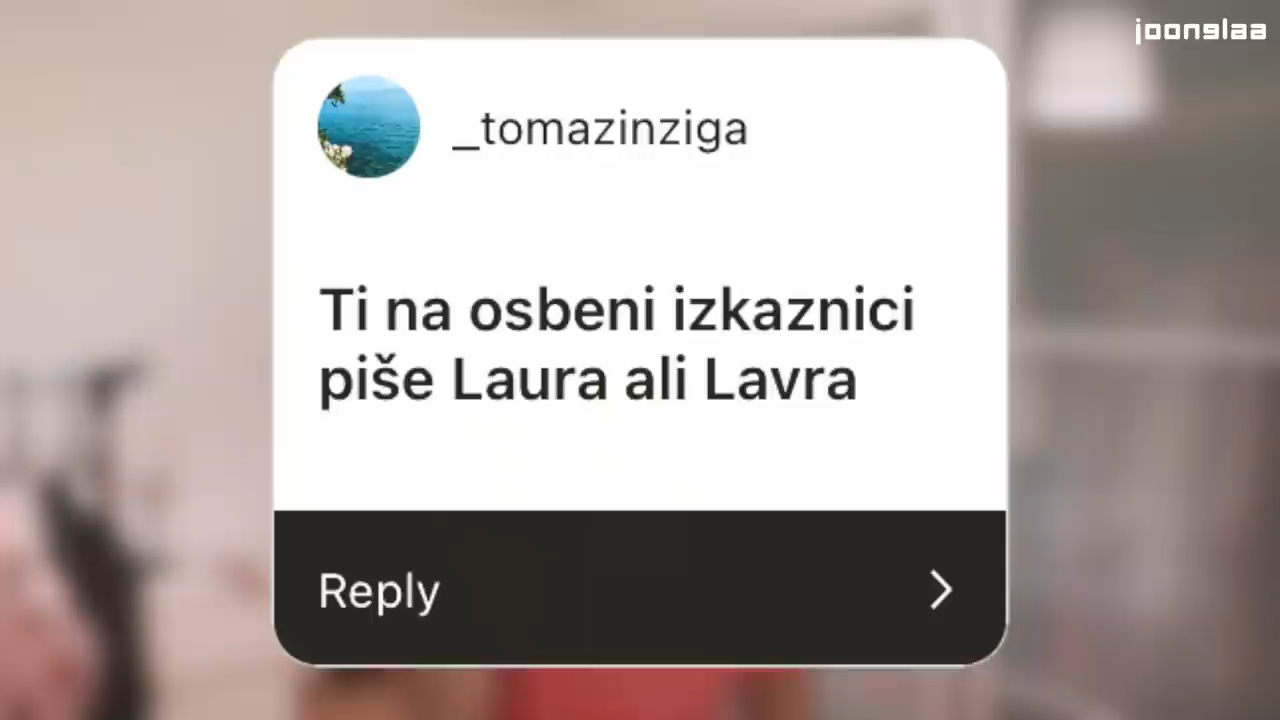 joonglaa
_tomazinziga
Ti na osbeni izkaznici
piše Laura ali Lavra
Reply